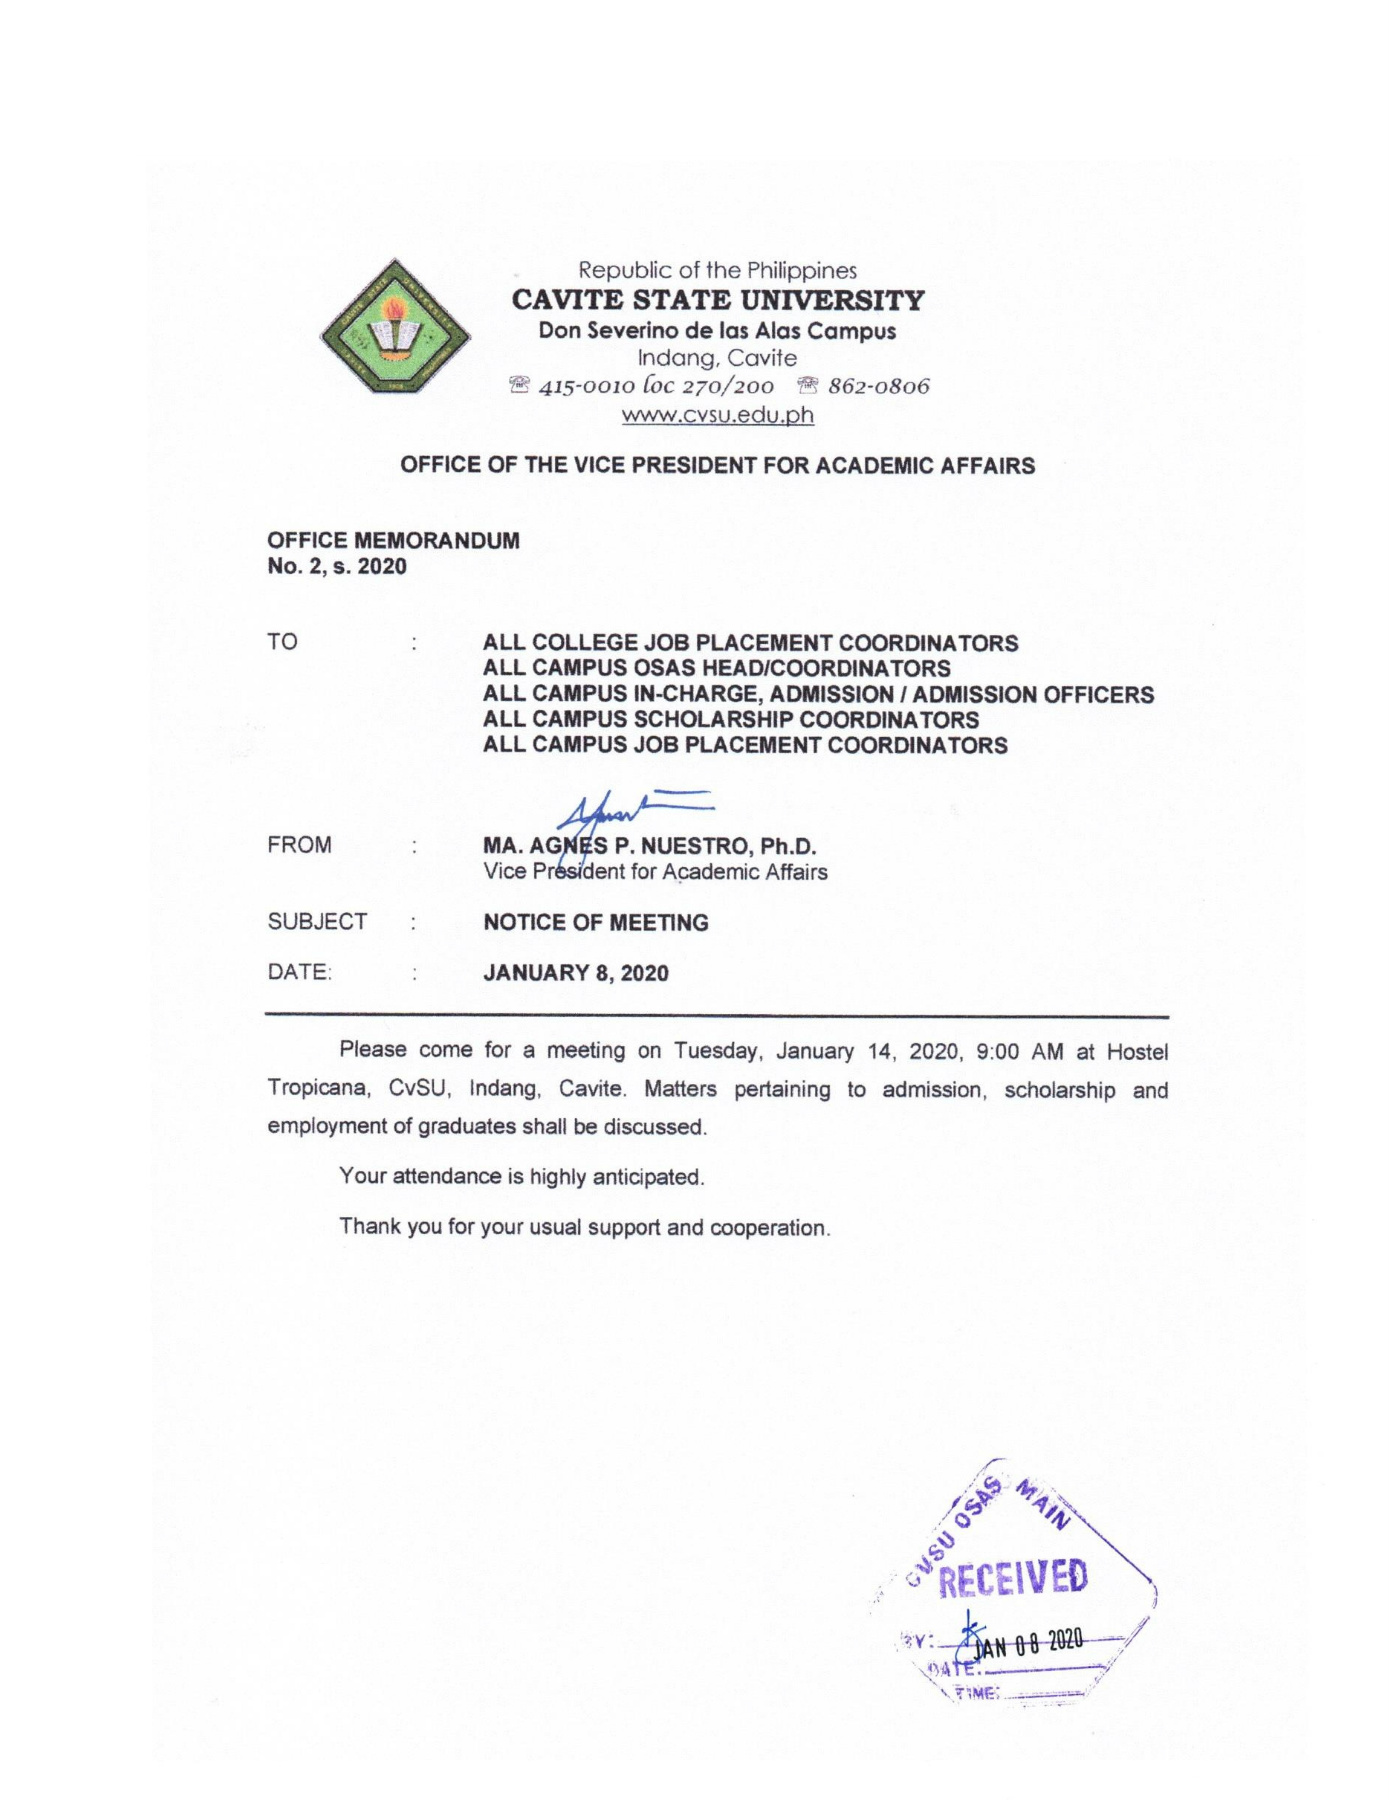 Republic of the Philippines
CAVITE STATE UNIVERSITY
Don Severino de las Alas Campus
Indang, Cavite
☏ 415-0010 loc 270/200 ☏ 862-0806
www.cvsu.edu.ph
OFFICE OF THE VICE PRESIDENT FOR ACADEMIC AFFAIRS
OFFICE MEMORANDUM
No. 2, s. 2020
TO : ALL COLLEGE JOB PLACEMENT COORDINATORS
ALL CAMPUS OSAS HEAD/COORDINATORS
ALL CAMPUS IN-CHARGE, ADMISSION / ADMISSION OFFICERS
ALL CAMPUS SCHOLARSHIP COORDINATORS
ALL CAMPUS JOB PLACEMENT COORDINATORS
FROM : MA. AGNES P. NUESTRO, Ph.D.
Vice President for Academic Affairs
SUBJECT : NOTICE OF MEETING
DATE: : JANUARY 8, 2020
Please come for a meeting on Tuesday, January 14, 2020, 9:00 AM at Hostel
Tropicana, CvSU, Indang, Cavite. Matters pertaining to admission, scholarship and
employment of graduates shall be discussed.
Your attendance is highly anticipated.
Thank you for your usual support and cooperation.
CVSU OSAS MAIN
RECEIVED
BY:
JAN 08 2020
DATE:
TIME: